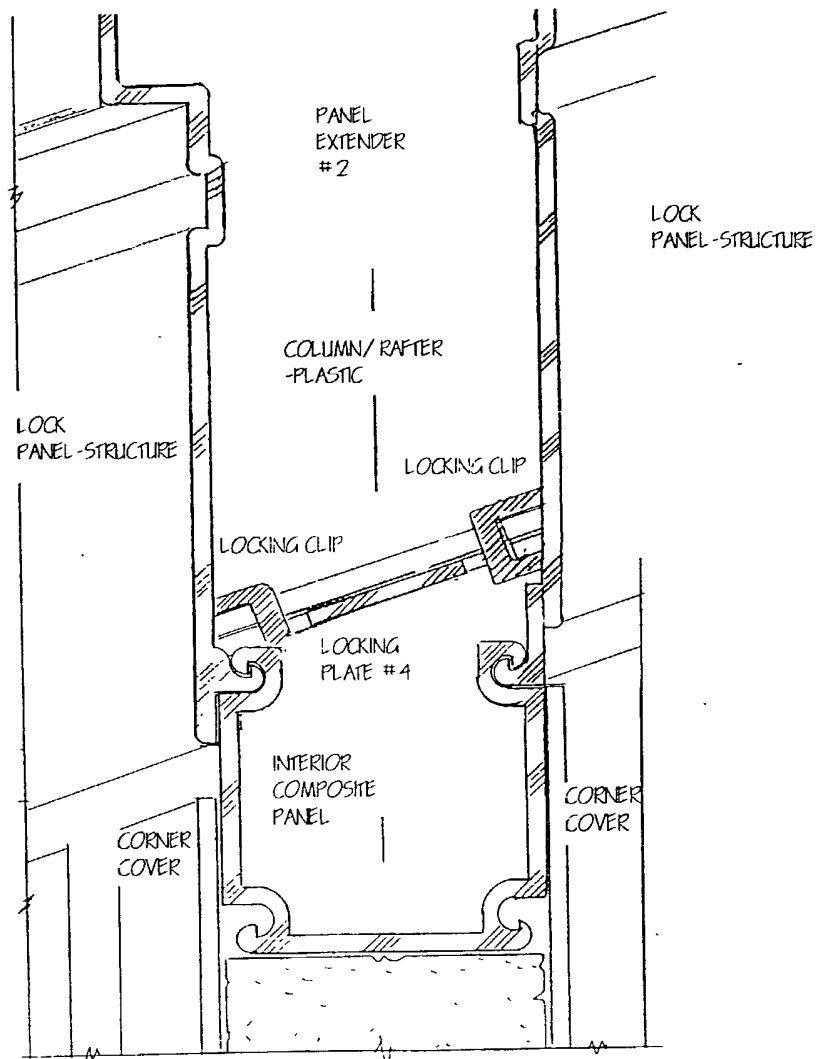 PANEL
EXTENDER
#2
LOCK
PANEL-STRUCTURE
COLUMN/RAFTER
-PLASTIC
LOCK
PANEL-STRUCTURE
LOCKING CLIP
LOCKING CLIP
LOCKING
PLATE #4
INTERIOR
COMPOSITE
PANEL
CORNER
COVER
CORNER
COVER